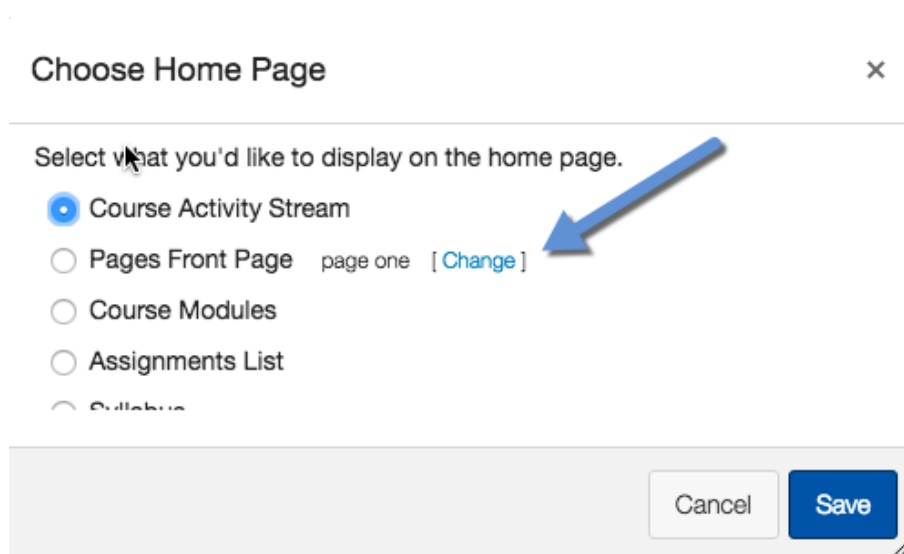 Choose Home Page ×
Select what you'd like to display on the home page.
Course Activity Stream
Pages Front Page page one [ Change ]
Course Modules
Assignments List
Syllabus
Cancel Save